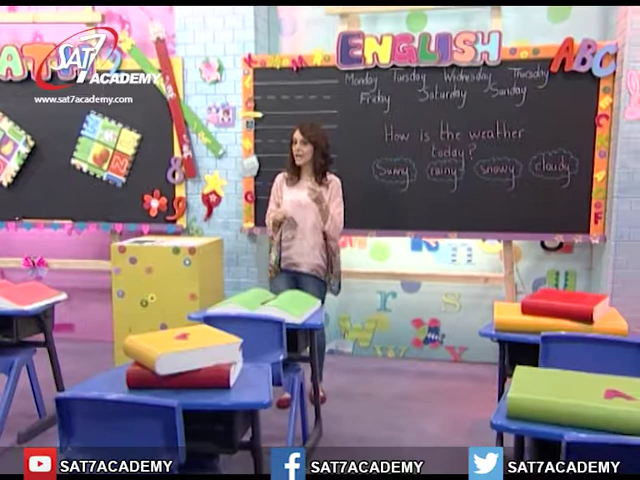 SAT7
ACADEMY
www.sat7academy.com
ENGLISH
ABC
Monday Tuesday Wednesday Thursday
Friday Saturday Sunday
How is the weather
today?
Sunny rainy snowy cloudy
SAT7ACADEMY SAT7ACADEMY SAT7ACADEMY